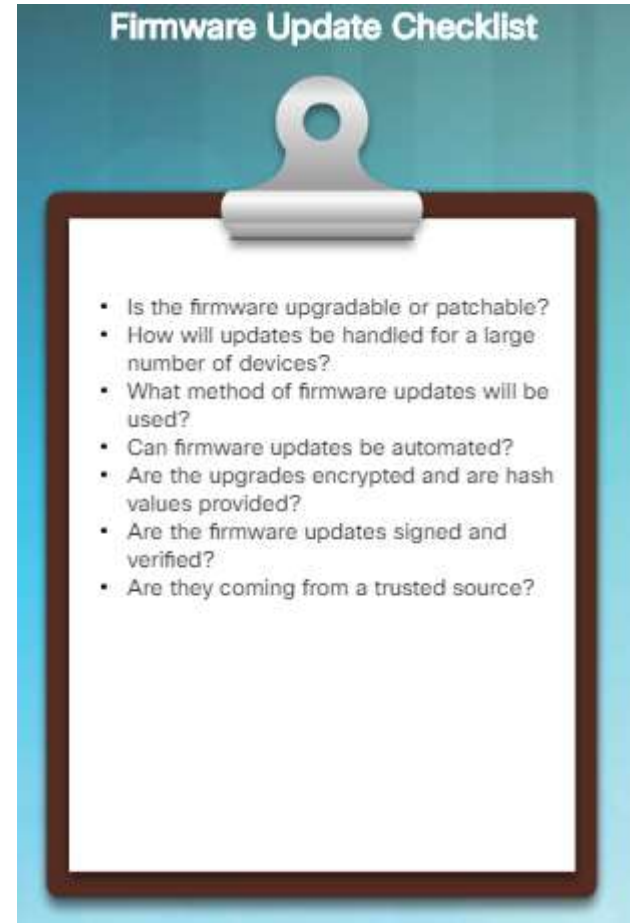 Firmware Update Checklist
• Is the firmware upgradable or patchable?
• How will updates be handled for a large
number of devices?
• What method of firmware updates will be
used?
• Can firmware updates be automated?
• Are the upgrades encrypted and are hash
values provided?
• Are the firmware updates signed and
verified?
• Are they coming from a trusted source?